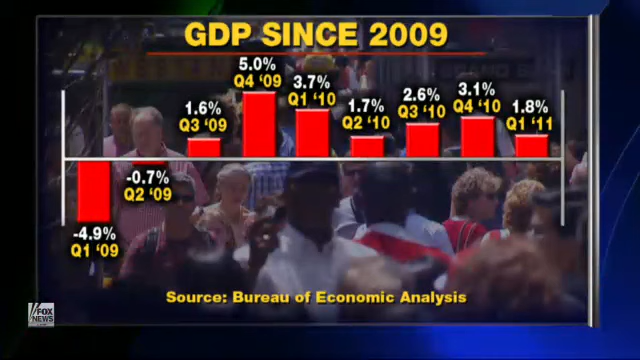 GDP SINCE 2009
-4.9%
Q1 ‘09
-0.7%
Q2 ‘09
1.6%
Q3 ‘09
5.0%
Q4 ‘09
3.7%
Q1 ‘10
1.7%
Q2 ‘10
2.6%
Q3 ‘10
3.1%
Q4 ‘10
1.8%
Q1 ‘11
Source: Bureau of Economic Analysis
FOX
NEWS